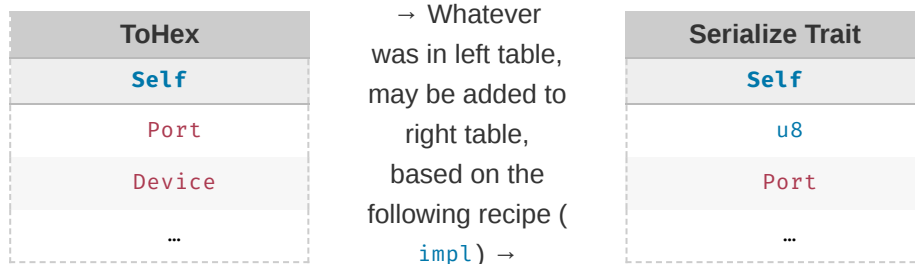 ToHex
Self
Port
Device
…
→ Whatever
was in left table,
may be added to
right table,
based on the
following recipe (
impl) →
Serialize Trait
Self
u8
Port
…